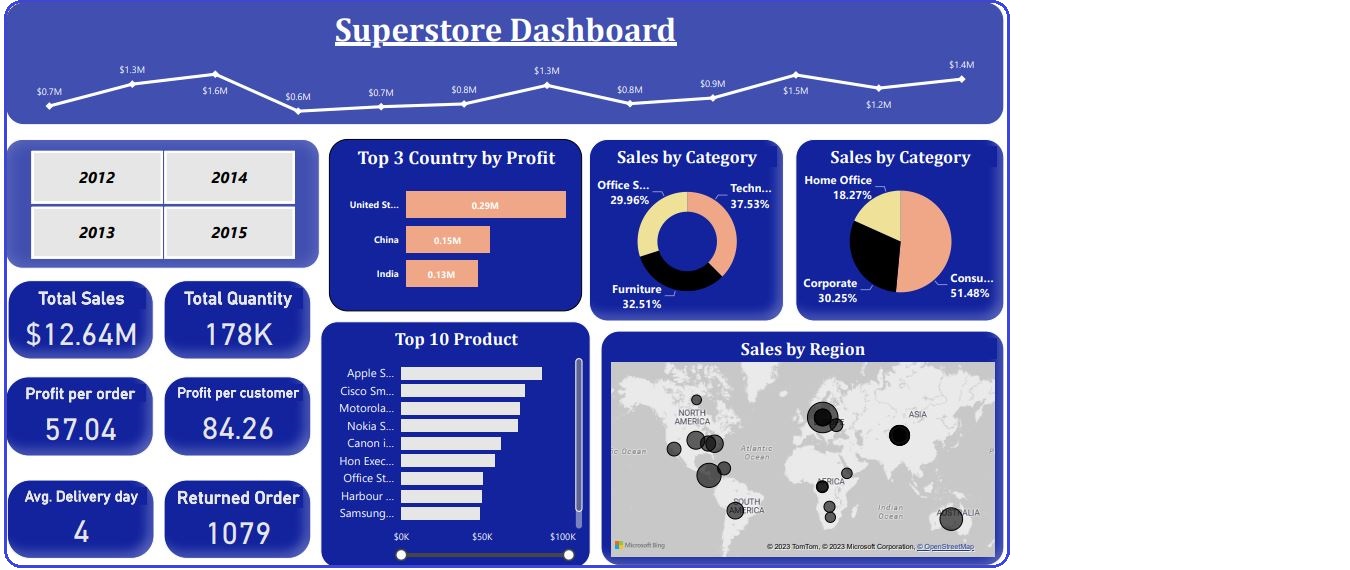 Superstore Dashboard
$0.7M
$1.3M
$1.6M
$0.6M
$0.7M
$0.8M
$1.3M
$0.8M
$0.9M
$1.5M
$1.2M
$1.4M
2012 2014
2013 2015
Total Sales
$12.64M
Total Quantity
178K
Profit per order
57.04
Profit per customer
84.26
Avg. Delivery day
4
Returned Order
1079
Top 3 Country by Profit
United St... 0.29M
China 0.15M
India 0.13M
Sales by Category
Office S...
29.96%
Techn...
37.53%
Furniture
32.51%
Sales by Category
Home Office
18.27%
Corporate
30.25%
Consu...
51.48%
Top 10 Product
Apple S...
Cisco Sm...
Motorola...
Nokia S...
Canon i...
Hon Exec...
Office St...
Harbour ...
Samsung...
$0K $50K $100K
Sales by Region
NORTH
AMERICA
ASIA
Atlantic
Ocean
Ocean
AFRICA
SOUTH
AMERICA
Indian
Ocean
AUSTRALIA
Microsoft Bing
© 2023 TomTom, © 2023 Microsoft Corporation, © OpenStreetMap